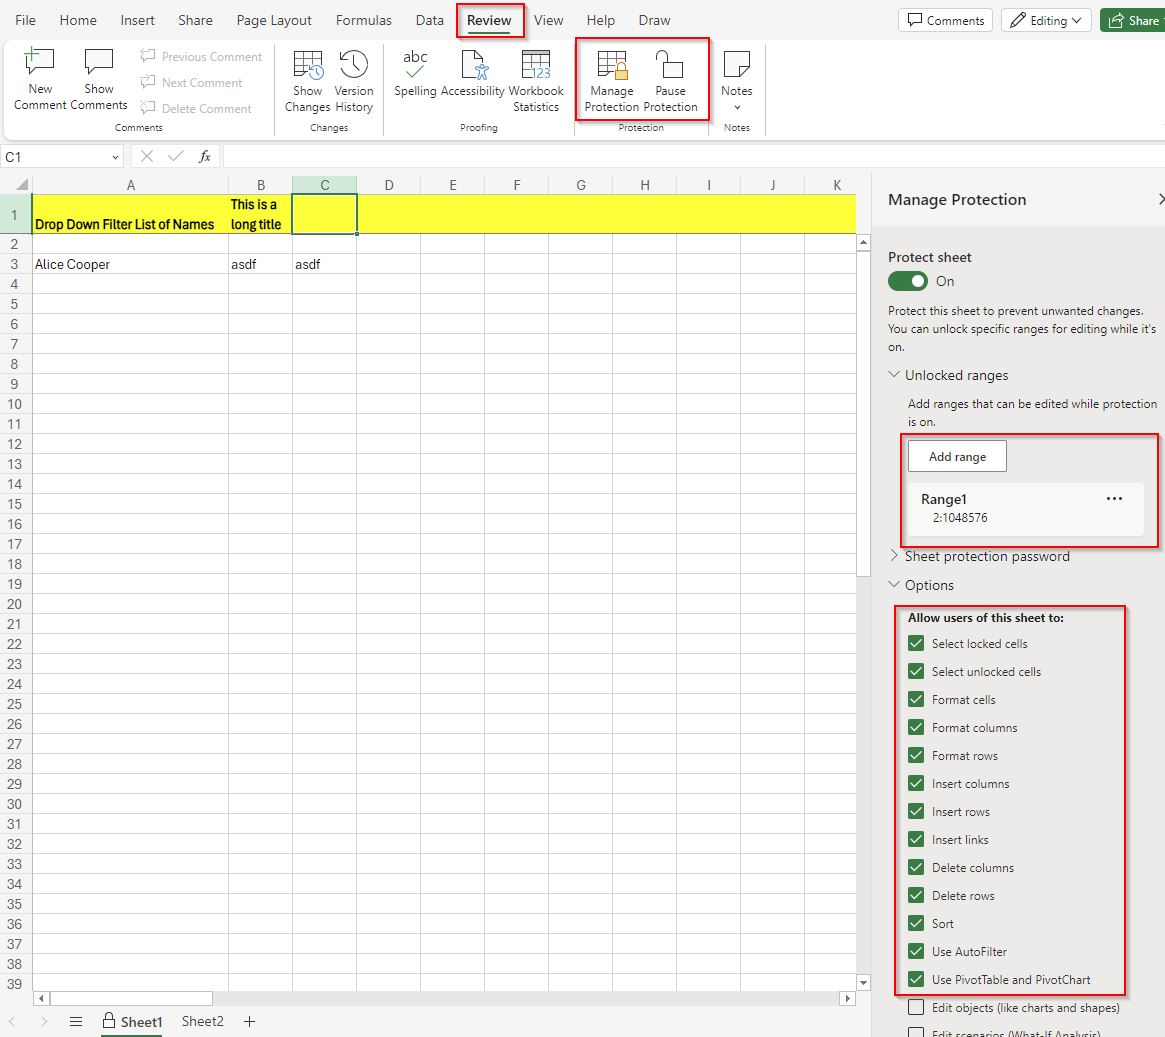 File Home Insert Share Page Layout Formulas Data Review View Help Draw Comments Editing Share
New Comment
Show Comments
Previous Comment
Next Comment
Delete Comment
Comments
Show Changes
Version History
Changes
abc
Spelling
Accessibility
123
Workbook Statistics
Proofing
Manage Protection
Pause Protection
Protection
Notes
Notes
C1 fx
A B C D E F G H I J K
1 Drop Down Filter List of Names This is a long title
2
3 Alice Cooper asdf asdf
4
5
6
7
8
9
10
11
12
13
14
15
16
17
18
19
20
21
22
23
24
25
26
27
28
29
30
31
32
33
34
35
36
37
38
39
Sheet1 Sheet2
Manage Protection
Protect sheet
On
Protect this sheet to prevent unwanted changes.
You can unlock specific ranges for editing while it's
on.
Unlocked ranges
Add ranges that can be edited while protection
is on.
Add range
Range1
2:1048576
Sheet protection password
Options
Allow users of this sheet to:
Select locked cells
Select unlocked cells
Format cells
Format columns
Format rows
Insert columns
Insert rows
Insert links
Delete columns
Delete rows
Sort
Use AutoFilter
Use PivotTable and PivotChart
Edit objects (like charts and shapes)
Edit scenarios (What-If Analysis)